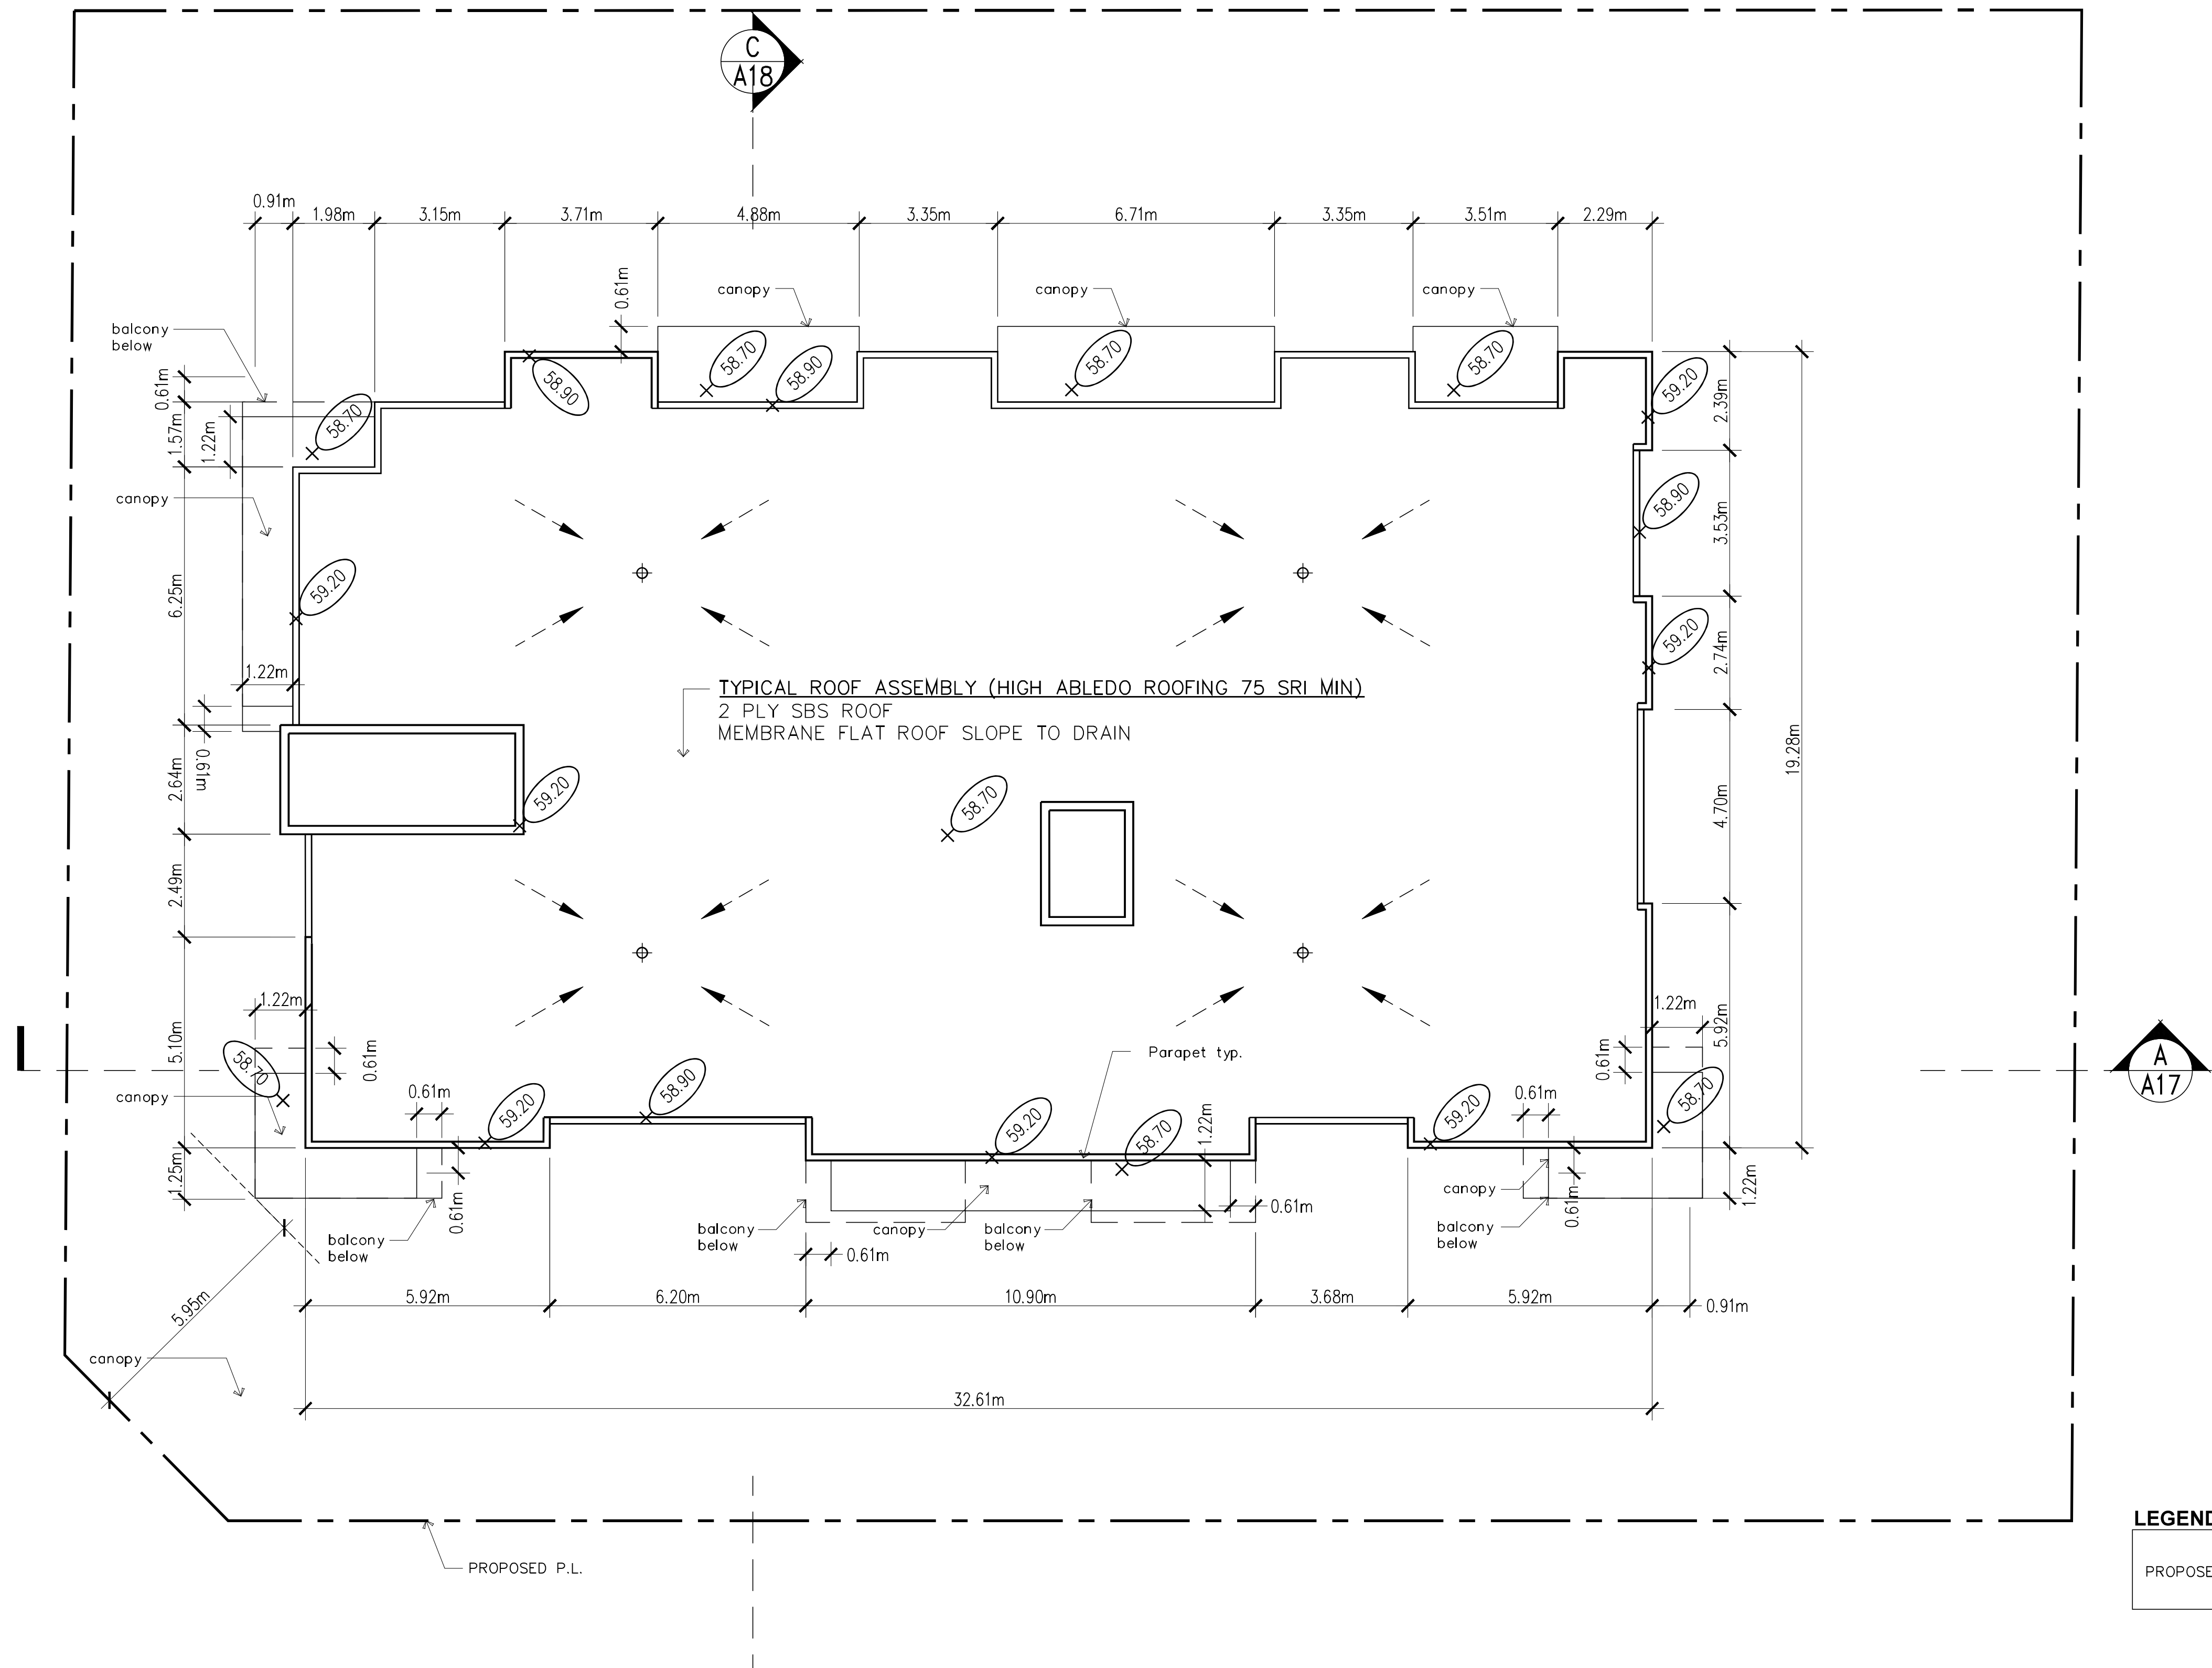 C
A18
0.91m
1.98m
3.15m
3.71m
4.88m
3.35m
6.71m
3.35m
3.51m
2.29m
0.61m
canopy
canopy
canopy
balcony
below
0.61m
1.57m
1.22m
58.70
58.90
58.70
58.90
58.70
58.70
59.20
2.39m
canopy
58.90
3.53m
59.20
6.25m
59.20
2.74m
1.22m
19.28m
TYPICAL ROOF ASSEMBLY (HIGH ABLEDO ROOFING 75 SRI MIN)
2 PLY SBS ROOF
MEMBRANE FLAT ROOF SLOPE TO DRAIN
0.61m
2.64m
59.20
58.70
4.70m
2.49m
1.22m
1.22m
5.92m
5.10m
58.70
0.61m
Parapet typ.
0.61m
A
A17
canopy
0.61m
59.20
58.90
59.20
58.70
1.22m
59.20
0.61m
58.70
1.25m
0.61m
canopy
0.61m
1.22m
0.61m
balcony
below
balcony
below
canopy
balcony
below
balcony
below
0.61m
5.95m
5.92m
6.20m
10.90m
3.68m
5.92m
0.91m
canopy
32.61m
LEGEND
PROPOSED P.L.
PROPOSE